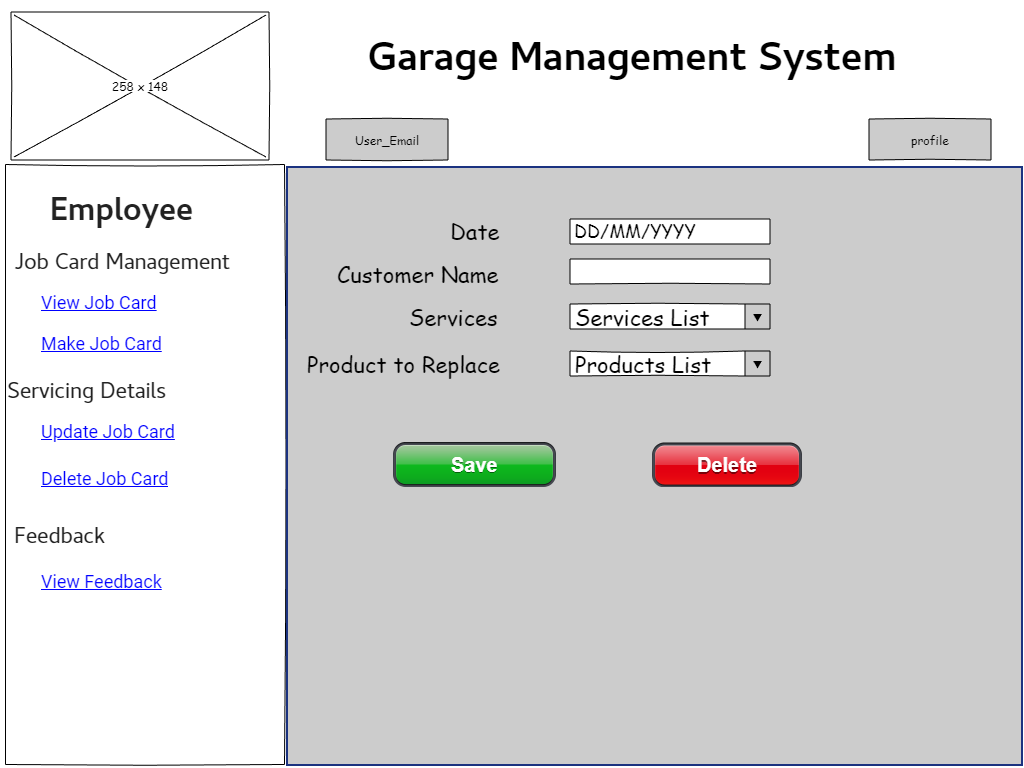 Garage Management System
258 x 148
User_Email
profile
Employee
Job Card Management
View Job Card
Make Job Card
Servicing Details
Update Job Card
Delete Job Card
Feedback
View Feedback
Date
DD/MM/YYYY
Customer Name
Services
Services List
Product to Replace
Products List
Save
Delete